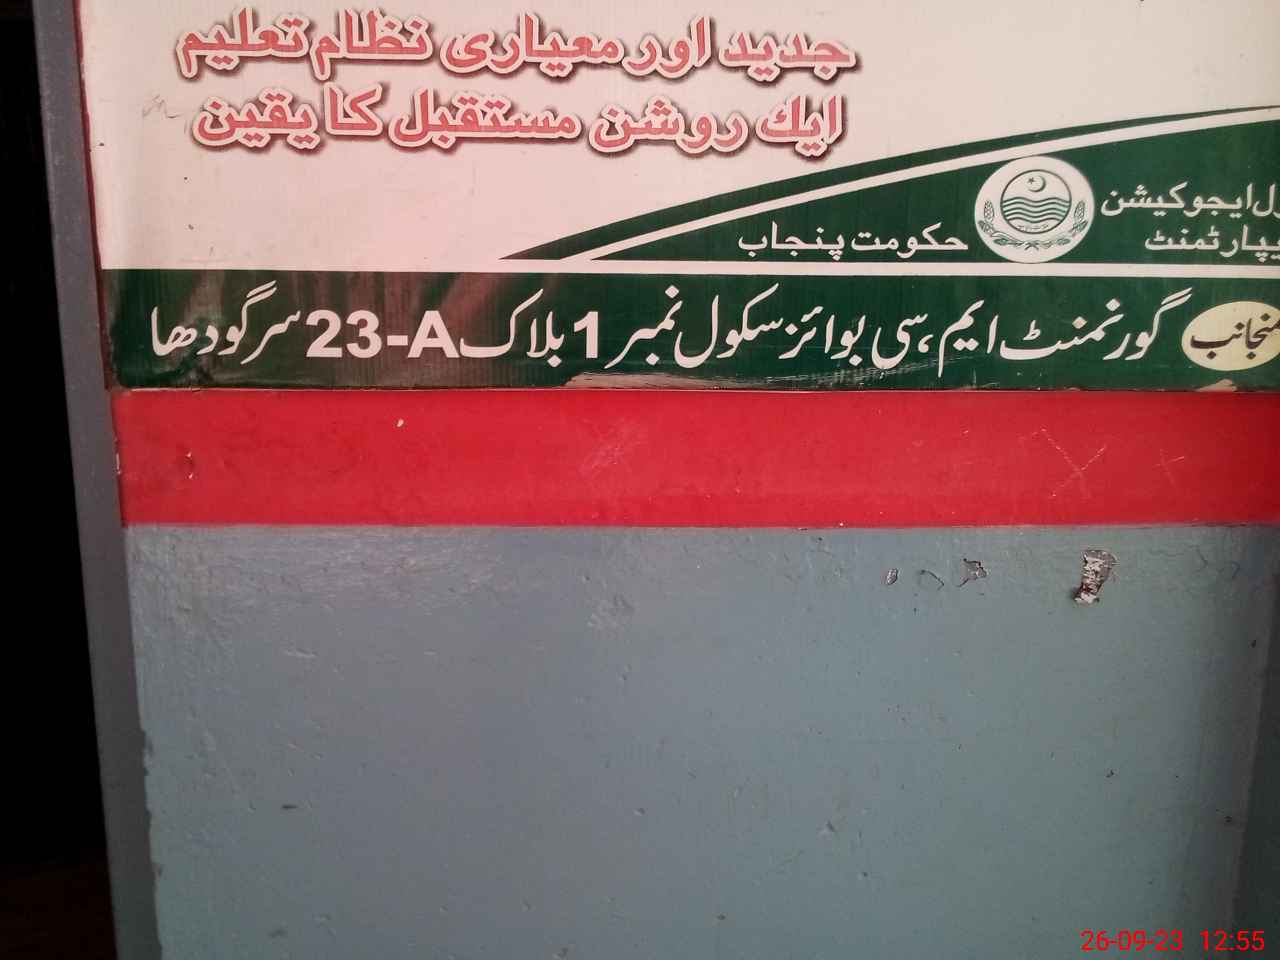 جدید اور معیاری نظام تعلیم
ایک روشن مستقبل کا یقین
ل ایجوکیشن
یپارٹمنٹ
حکومت پنجاب
منجانب
گورنمنٹ ایم،سی بوائز سکول نمبر 1 بلاک 23-A سرگودھا
26-09-23 12:55